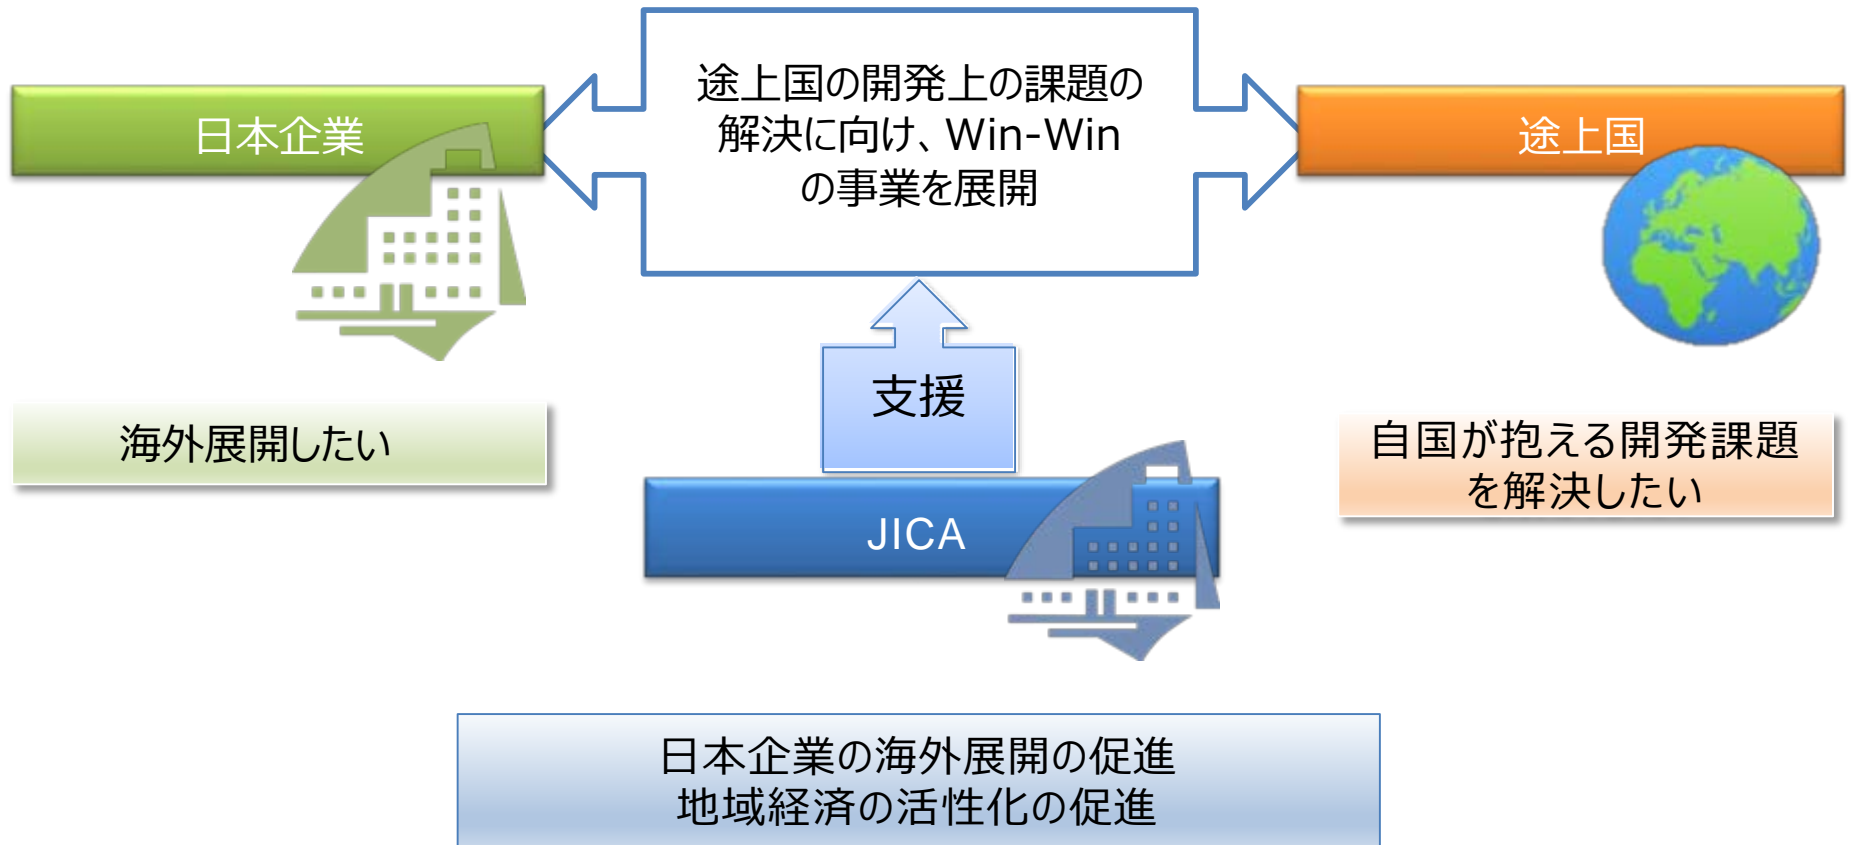 途上国の開発上の課題の
解決に向け、Win-Win
の事業を展開
日本企業
途上国
支援
海外展開したい
自国が抱える開発課題
を解決したい
JICA
日本企業の海外展開の促進
地域経済の活性化の促進